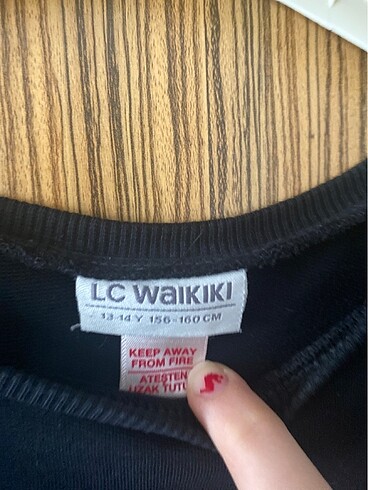 LC WAIKIKI
13-14 Y 156-160 CM
KEEP AWAY
FROM FIRE
ATEŞTEN
UZAK TUTU